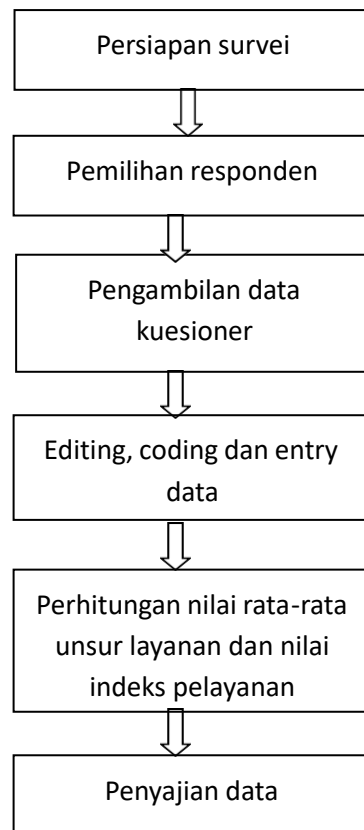 Persiapan survei
Pemilihan responden
Pengambilan data
kuesioner
Editing, coding dan entry
data
Perhitungan nilai rata-rata
unsur layanan dan nilai
indeks pelayanan
Penyajian data